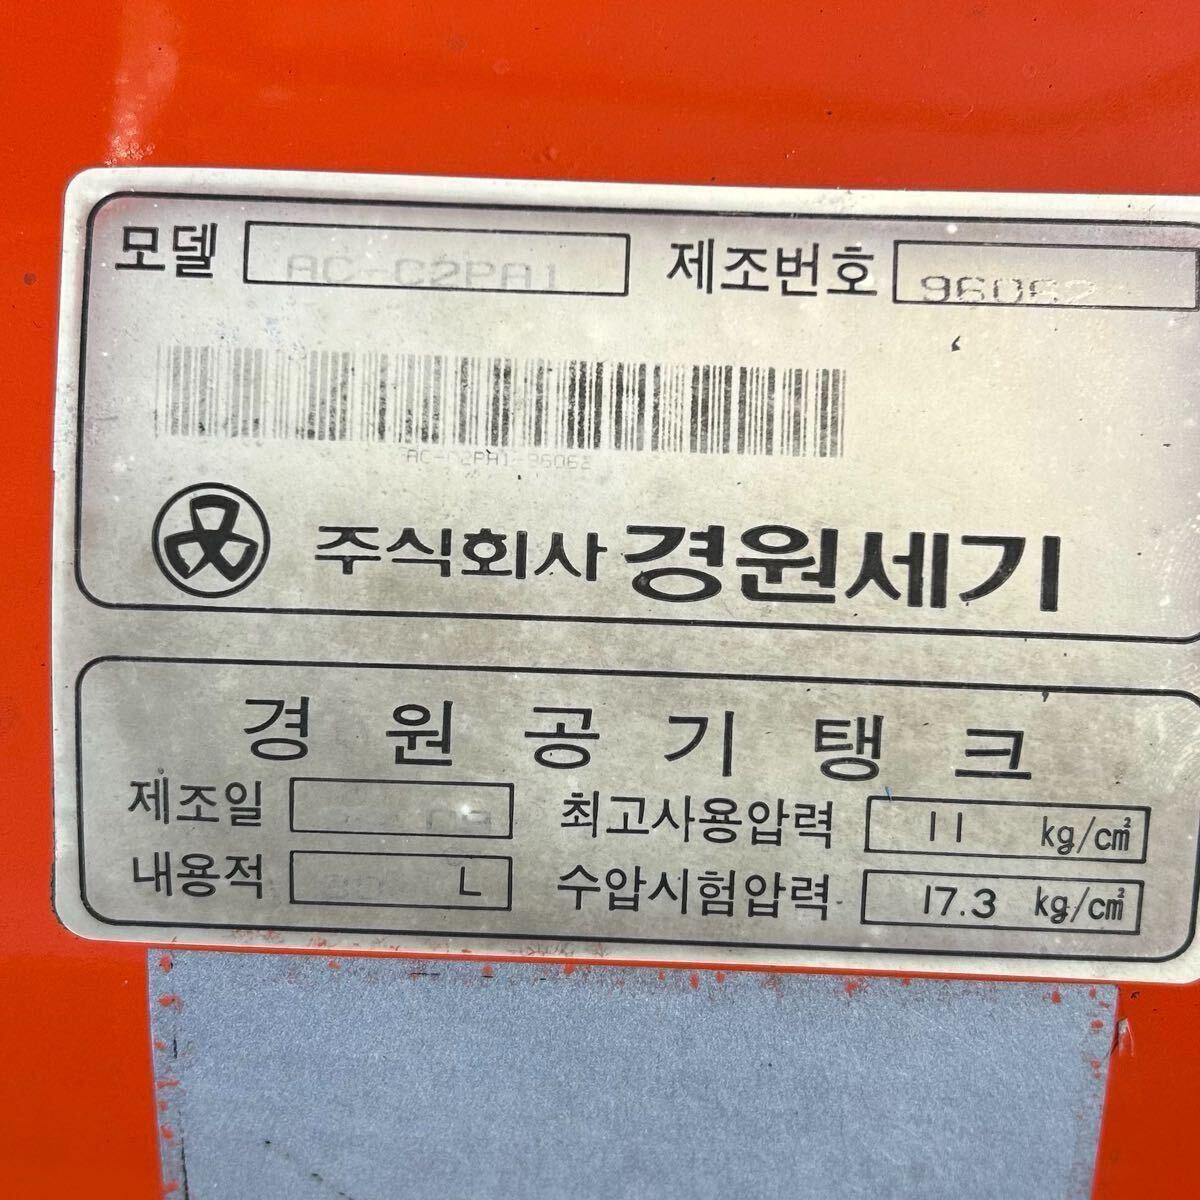 모델 AC-C2PA1 제조번호 96062
AC-C2PA1-96062
주식회사 경원세기
경 원 공 기 탱 크
제조일 최고사용압력 11 kg/cm²
내용적 L 수압시험압력 17.3 kg/cm²